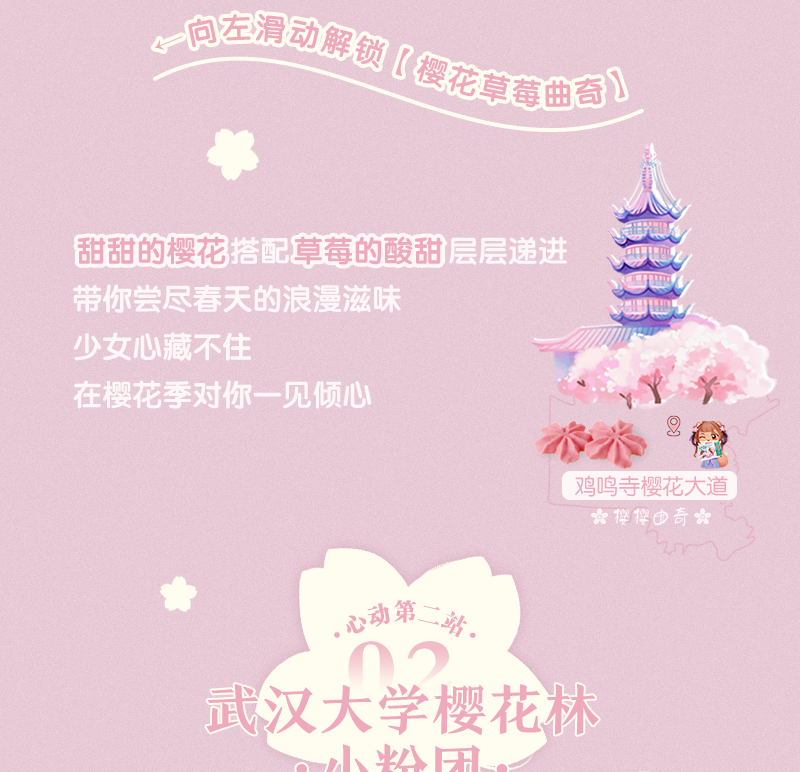 ←向左滑动解锁【樱花草莓曲奇】
甜甜的樱花搭配草莓的酸甜层层递进
带你尝尽春天的浪漫滋味
少女心藏不住
在樱花季对你一见倾心
鸡鸣寺樱花大道
樱樱曲奇
·心动第二站·
02
武汉大学樱花林
·小粉团·